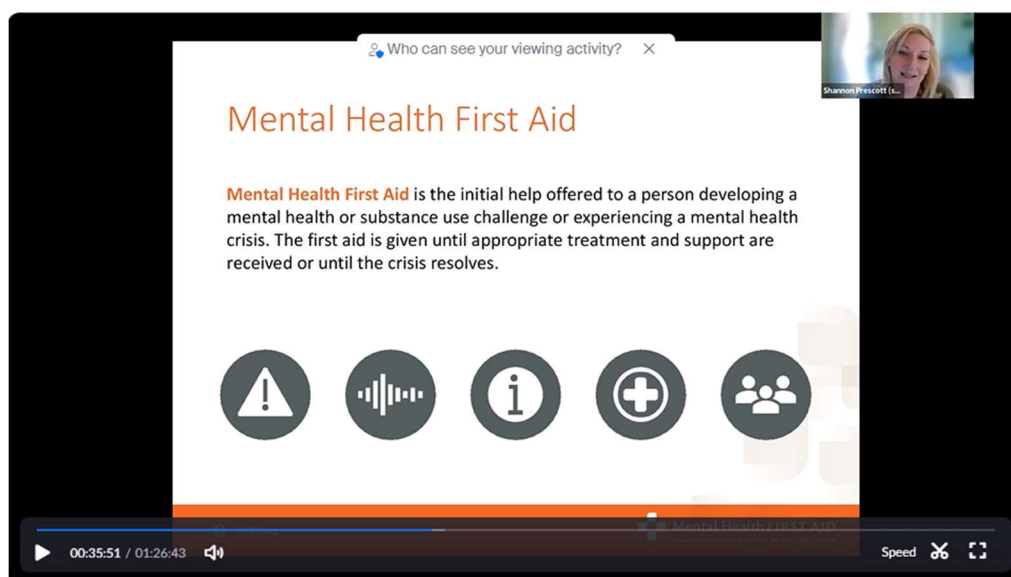 Who can see your viewing activity?
Shannon Prescott (s...
Mental Health First Aid
Mental Health First Aid is the initial help offered to a person developing a
mental health or substance use challenge or experiencing a mental health
crisis. The first aid is given until appropriate treatment and support are
received or until the crisis resolves.
Mental Health FIRST AID
00:35:51 / 01:26:43
Speed